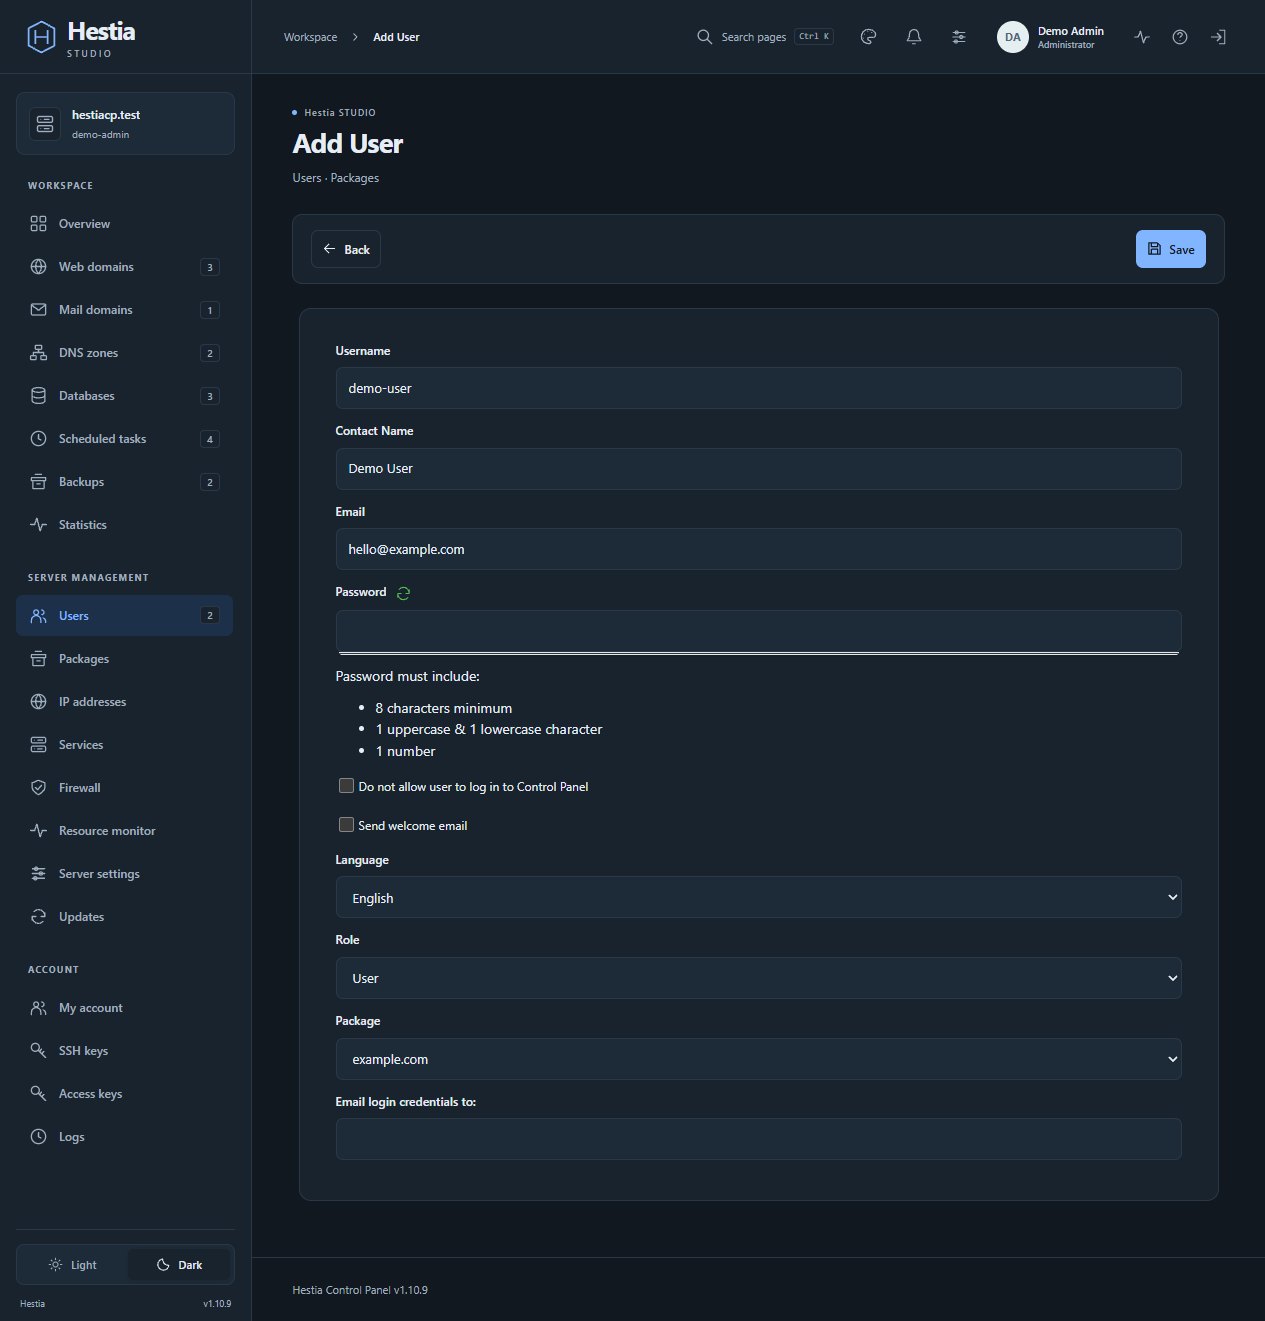 Hestia
STUDIO
hestiacp.test
demo-admin
WORKSPACE
Overview
Web domains 3
Mail domains 1
DNS zones 2
Databases 3
Scheduled tasks 4
Backups 2
Statistics
SERVER MANAGEMENT
Users 2
Packages
IP addresses
Services
Firewall
Resource monitor
Server settings
Updates
ACCOUNT
My account
SSH keys
Access keys
Logs
Light Dark
Hestia v1.10.9
Workspace Add User
Search pages Ctrl K
DA
Demo Admin
Administrator
Hestia STUDIO
Add User
Users · Packages
Back
Save
Username
demo-user
Contact Name
Demo User
Email
hello@example.com
Password
Password must include:
8 characters minimum
1 uppercase & 1 lowercase character
1 number
Do not allow user to log in to Control Panel
Send welcome email
Language
English
Role
User
Package
example.com
Email login credentials to:
Hestia Control Panel v1.10.9